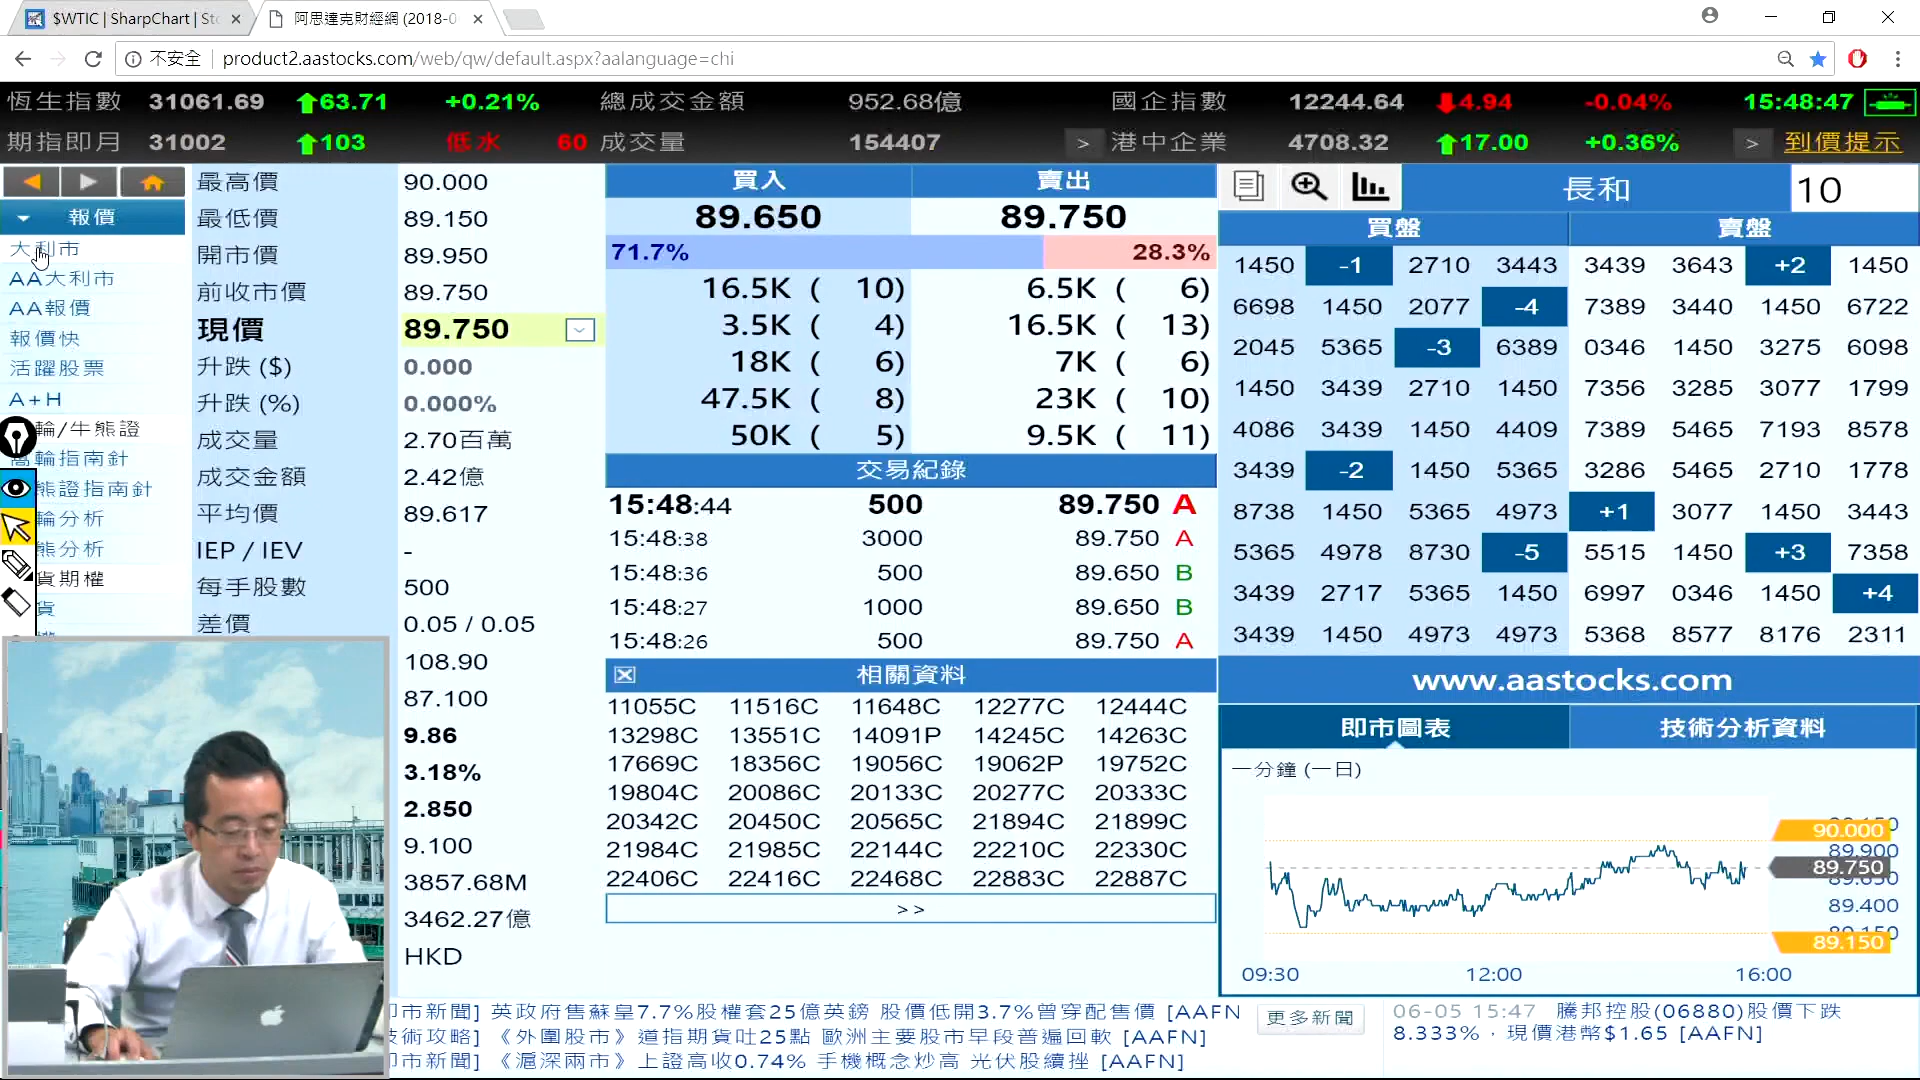 $WTIC | SharpChart | Sto
阿思達克財經網 (2018-0
不安全 product2.aastocks.com/web/qw/default.aspx?aalanguage=chi
恆生指數 31061.69 63.71 +0.21% 總成交金額 952.68億 國企指數 12244.64 4.94 -0.04% 15:48:47
期指即月 31002 103 低水 60 成交量 154407 > 港中企業 4708.32 17.00 +0.36% > 到價提示
報價
大利市
AA大利市
AA報價
報價快
活躍股票
A+H
輪/牛熊證
輪指南針
熊證指南針
輪分析
熊分析
貨期權
貨
最高價 90.000
最低價 89.150
開市價 89.950
前收市價 89.750
現價 89.750
升跌 ($) 0.000
升跌 (%) 0.000%
成交量 2.70百萬
成交金額 2.42億
平均價 89.617
IEP / IEV -
每手股數 500
差價 0.05 / 0.05
108.90
87.100
9.86
3.18%
2.850
9.100
3857.68M
3462.27億
HKD
買入 賣出
89.650 89.750
71.7% 28.3%
16.5K ( 10) 6.5K ( 6)
3.5K ( 4) 16.5K ( 13)
18K ( 6) 7K ( 6)
47.5K ( 8) 23K ( 10)
50K ( 5) 9.5K ( 11)
交易紀錄
15:48:44 500 89.750 A
15:48:38 3000 89.750 A
15:48:36 500 89.650 B
15:48:27 1000 89.650 B
15:48:26 500 89.750 A
相關資料
11055C 11516C 11648C 12277C 12444C
13298C 13551C 14091P 14245C 14263C
17669C 18356C 19056C 19062P 19752C
19804C 20086C 20133C 20277C 20333C
20342C 20450C 20565C 21894C 21899C
21984C 21985C 22144C 22210C 22330C
22406C 22416C 22468C 22883C 22887C
>>
長和 10
買盤 賣盤
1450 -1 2710 3443 3439 3643 +2 1450
6698 1450 2077 -4 7389 3440 1450 6722
2045 5365 -3 6389 0346 1450 3275 6098
1450 3439 2710 1450 7356 3285 3077 1799
4086 3439 1450 4409 7389 5465 7193 8578
3439 -2 1450 5365 3286 5465 2710 1778
8738 1450 5365 4973 +1 3077 1450 3443
5365 4978 8730 -5 5515 1450 +3 7358
3439 2717 5365 1450 6997 0346 1450 +4
3439 1450 4973 4973 5368 8577 8176 2311
www.aastocks.com
即市圖表 技術分析資料
一分鐘 (一日)
90.000
89.900
89.750
89.400
89.150
09:30 12:00 16:00
市新聞] 英政府售蘇皇7.7%股權套25億英鎊 股價低開3.7%曾穿配售價 [AAFN
術攻略] 《外圍股市》道指期貨吐25點 歐洲主要股市早段普遍回軟 [AAFN]
市新聞] 《滬深兩市》上證高收0.74% 手機概念炒高 光伏股續挫 [AAFN]
更多新聞
06-05 15:47 騰邦控股(06880)股價下跌
8.333%，現價港幣$1.65 [AAFN]